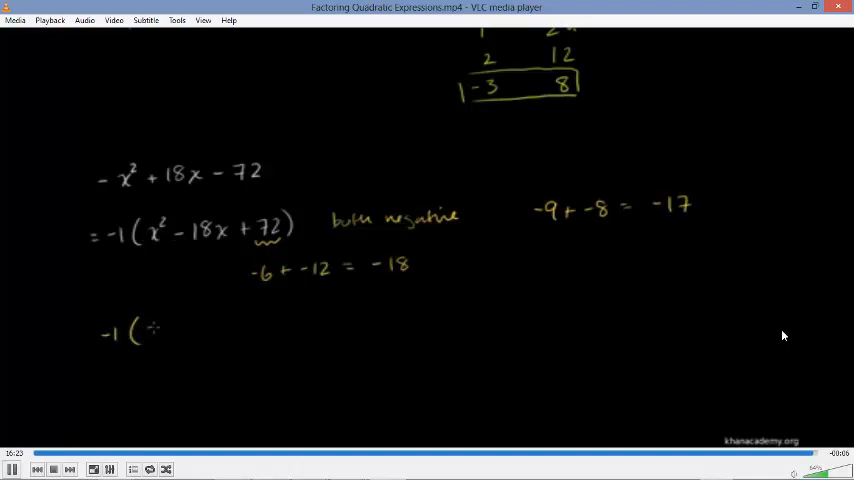 Factoring Quadratic Expressions.mp4 - VLC media player
Media Playback Audio Video Subtitle Tools View Help
2 12
-3 8
- x² + 18x - 72
= -1 ( x² - 18x + 72 ) both negative -9 + -8 = -17
-6 + -12 = -18
-1 (
khanacademy.org
16:23 -00:06
64%